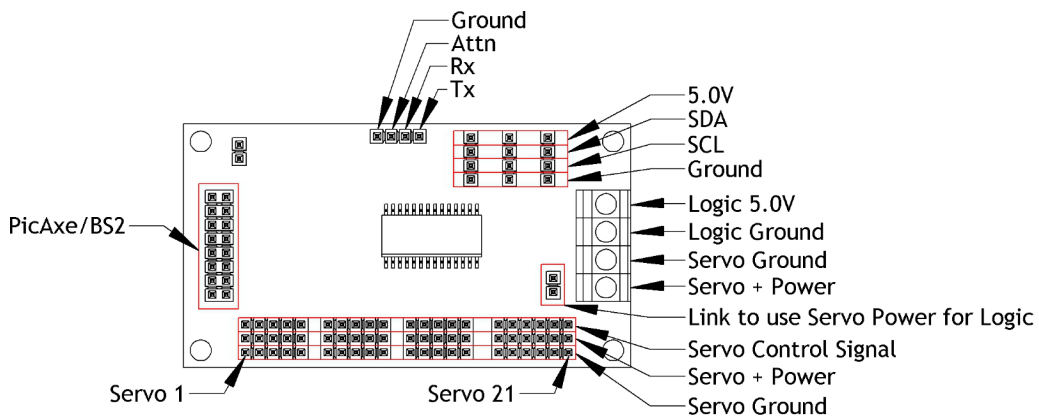 Ground
Attn
Rx
Tx
5.0V
SDA
SCL
Ground
Logic 5.0V
Logic Ground
Servo Ground
Servo + Power
PicAxe/BS2
Link to use Servo Power for Logic
Servo Control Signal
Servo + Power
Servo Ground
Servo 1
Servo 21